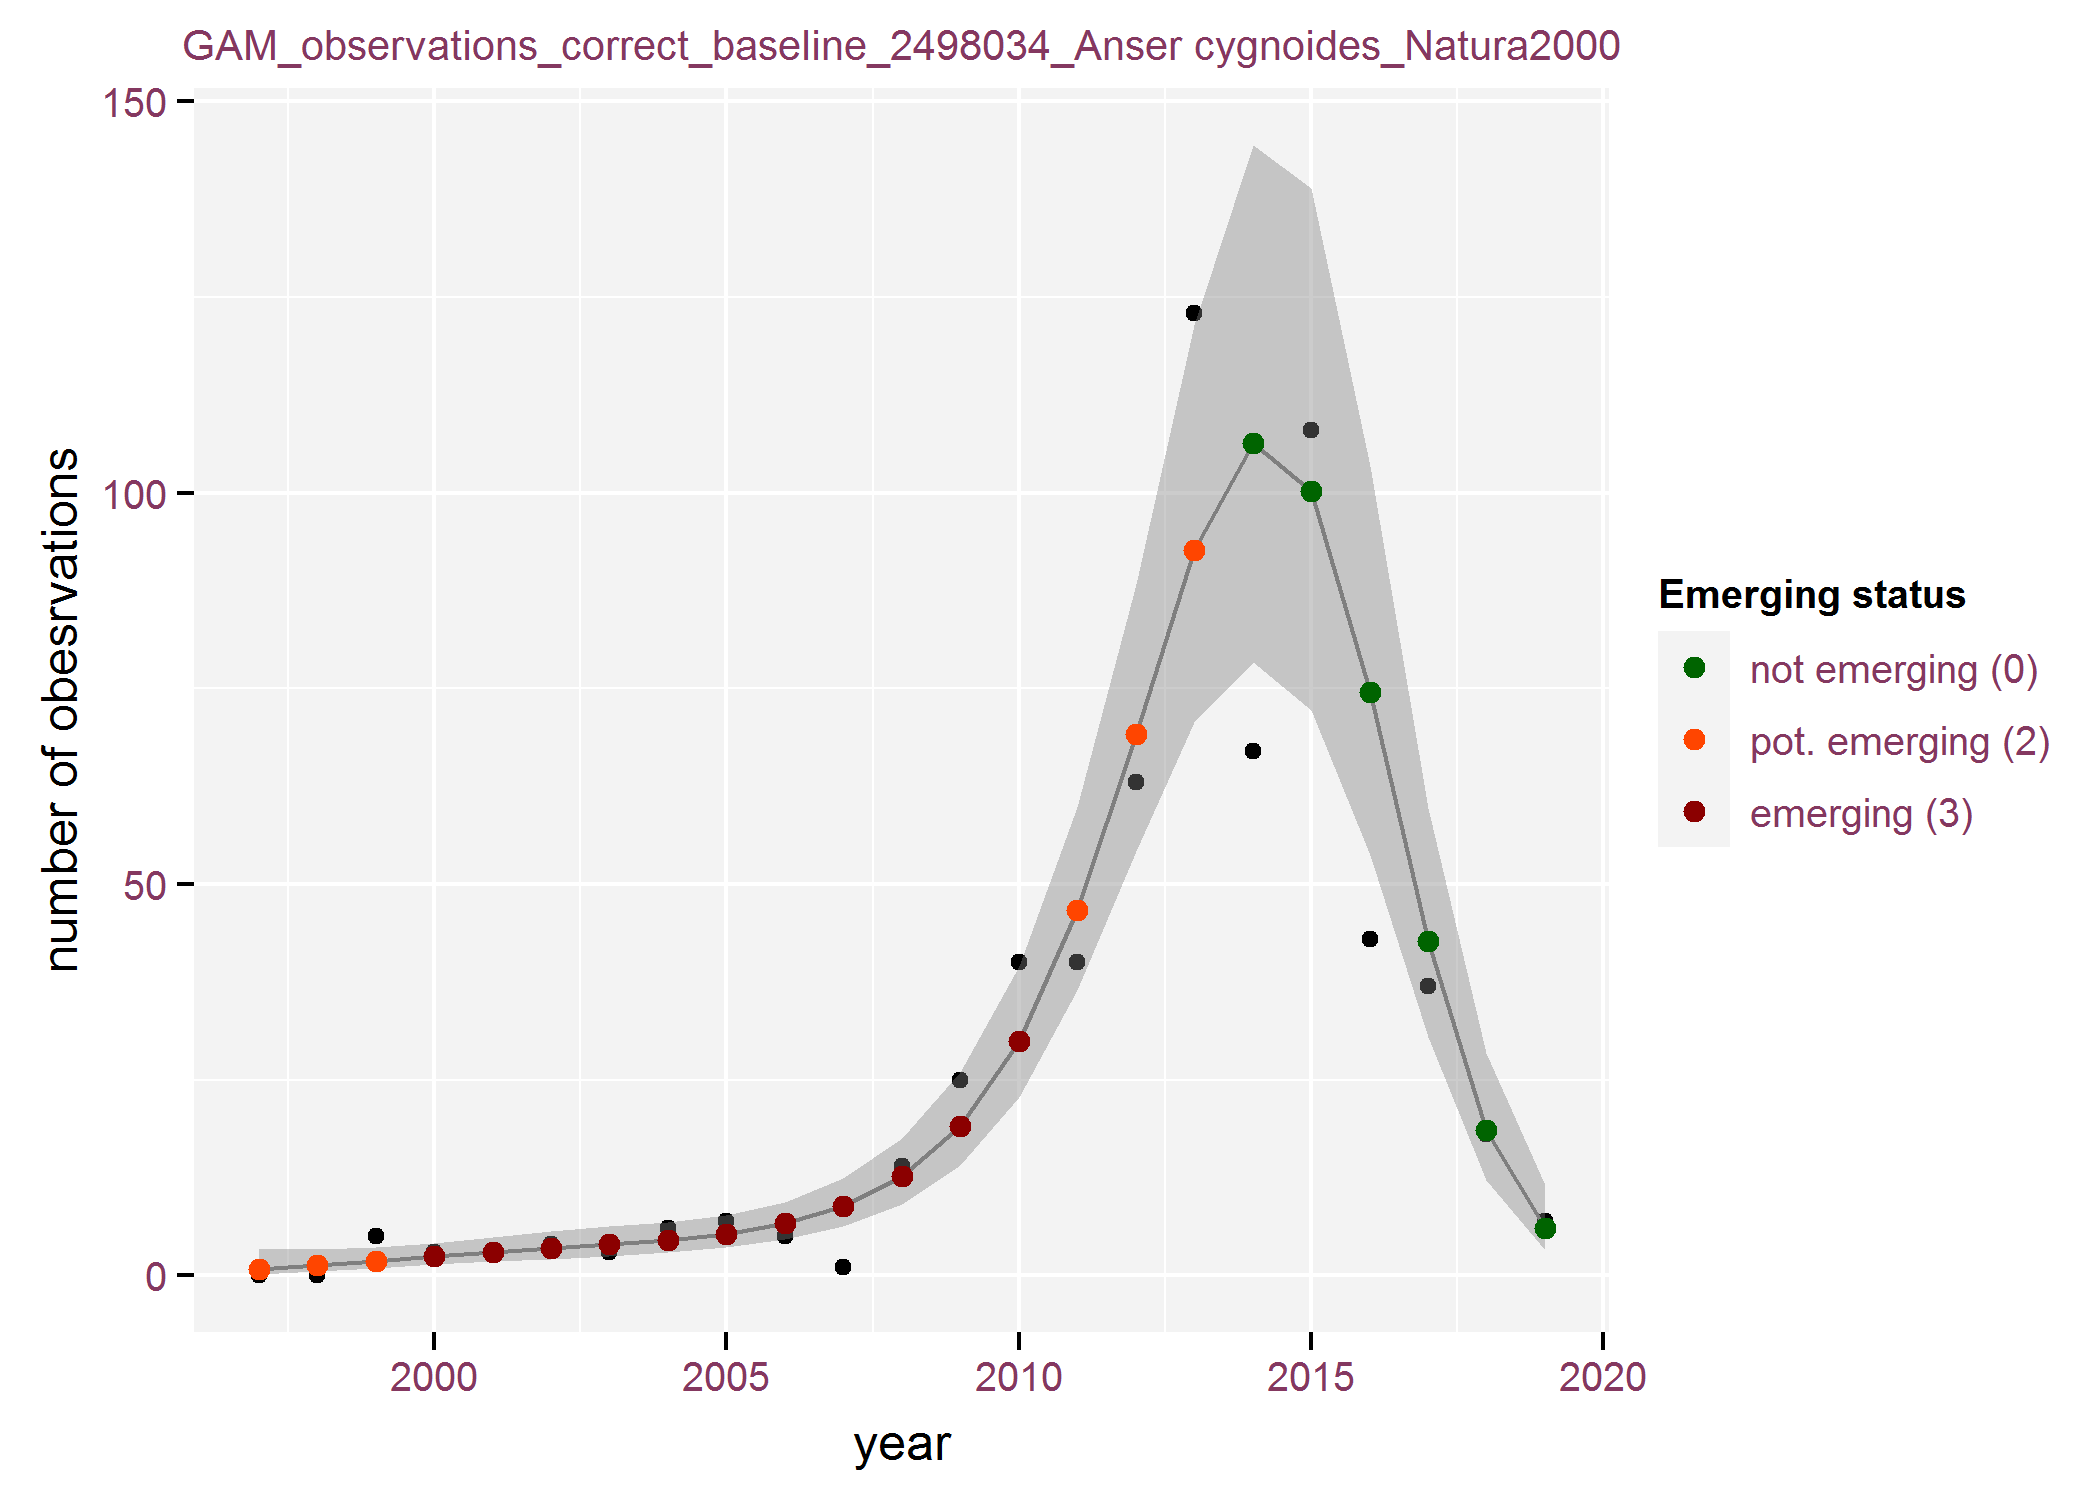 GAM_observations_correct_baseline_2498034_Anser cygnoides_Natura2000
150
100
50
0
number of obesrvations
2000 2005 2010 2015 2020
year
Emerging status
not emerging (0)
pot. emerging (2)
emerging (3)